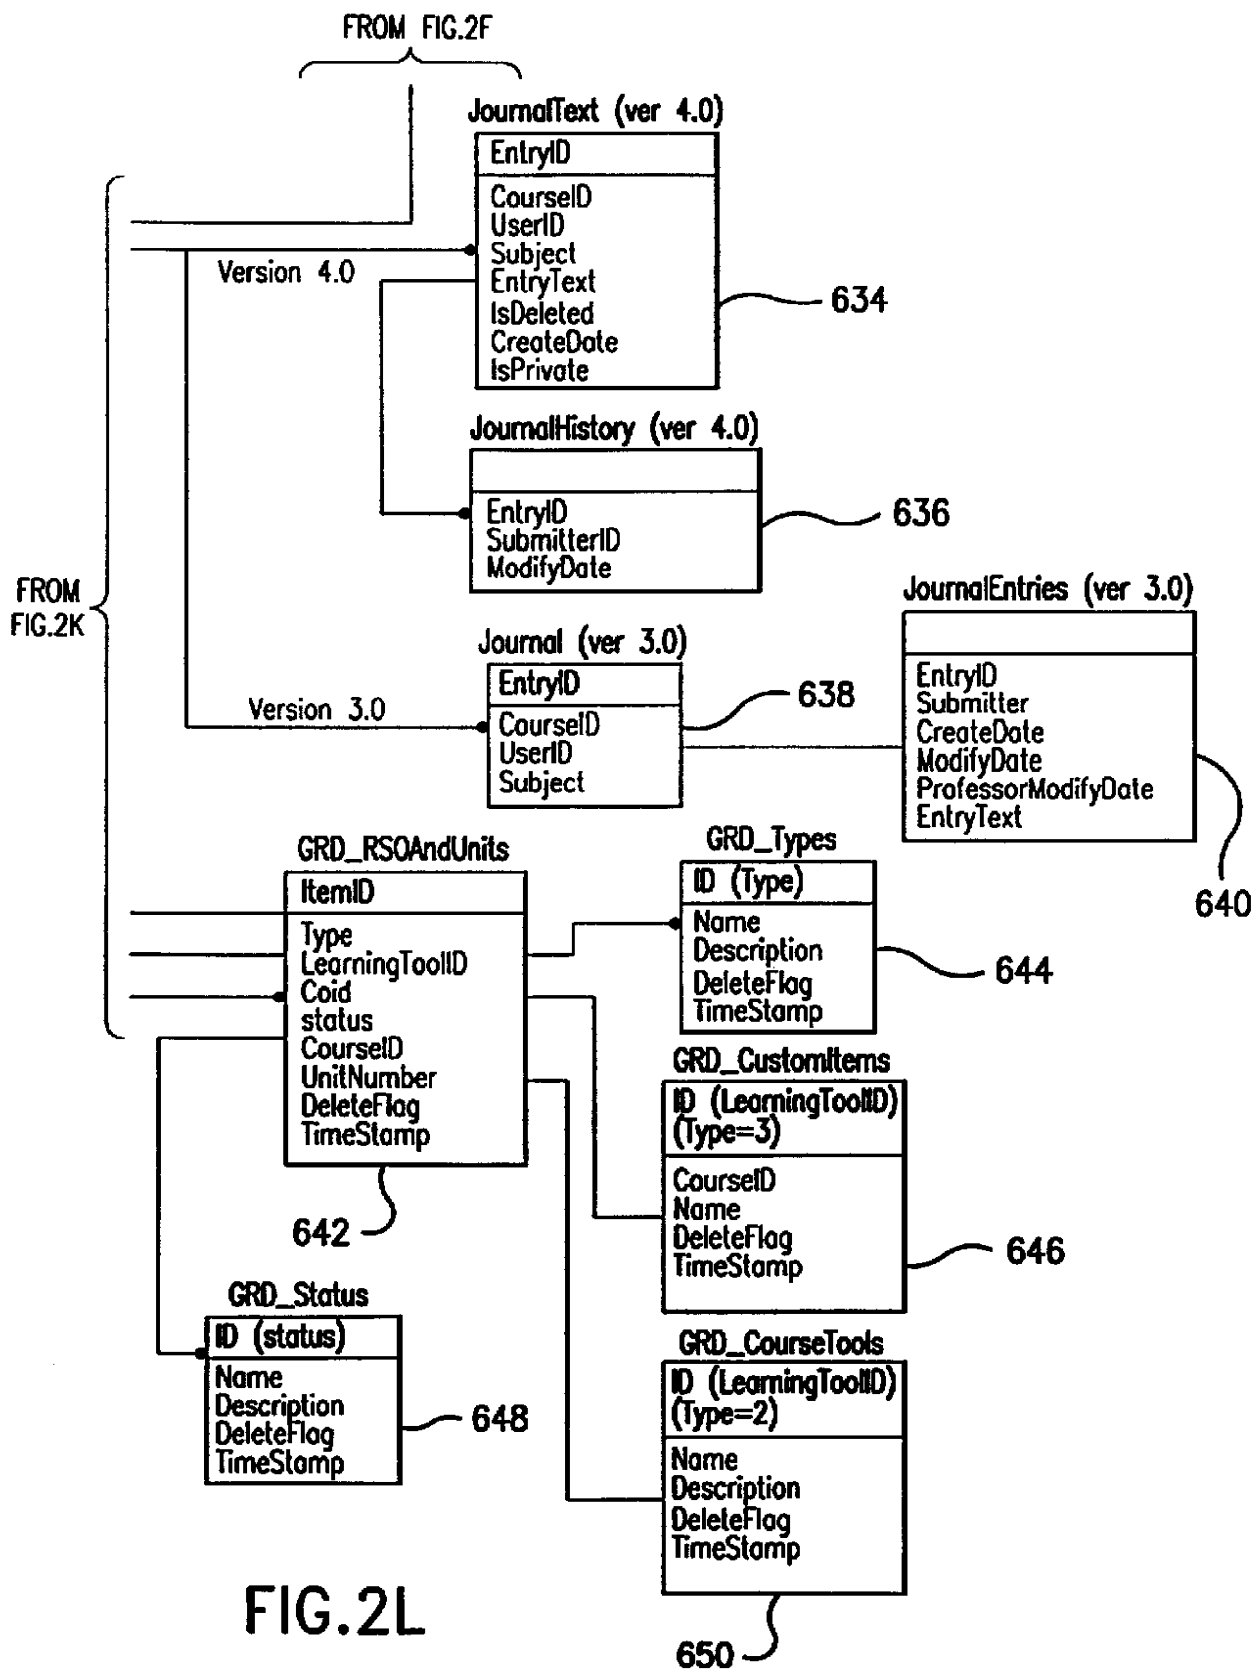 FROM FIG.2F
JournalText (ver 4.0)
EntryID
CourseID
UserID
Subject
EntryText
IsDeleted
CreateDate
IsPrivate
Version 4.0
634
JournalHistory (ver 4.0)
EntryID
SubmitterID
ModifyDate
636
FROM
FIG.2K
JournalEntries (ver 3.0)
EntryID
Submitter
CreateDate
ModifyDate
ProfessorModifyDate
EntryText
640
Journal (ver 3.0)
EntryID
CourseID
UserID
Subject
638
Version 3.0
GRD_RSOAndUnits
ItemID
Type
LearningToolID
Coid
status
CourseID
UnitNumber
DeleteFlag
TimeStamp
642
GRD_Types
ID (Type)
Name
Description
DeleteFlag
TimeStamp
644
GRD_CustomItems
ID (LearningToolID)
(Type=3)
CourseID
Name
DeleteFlag
TimeStamp
646
GRD_Status
ID (status)
Name
Description
DeleteFlag
TimeStamp
648
GRD_CourseTools
ID (LearningToolID)
(Type=2)
Name
Description
DeleteFlag
TimeStamp
650
FIG.2L